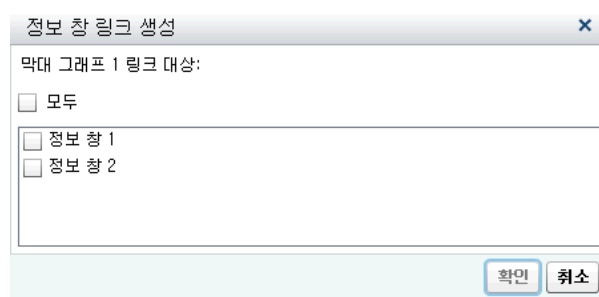 정보 창 링크 생성
막대 그래프 1 링크 대상:
모두
정보 창 1
정보 창 2
확인 취소